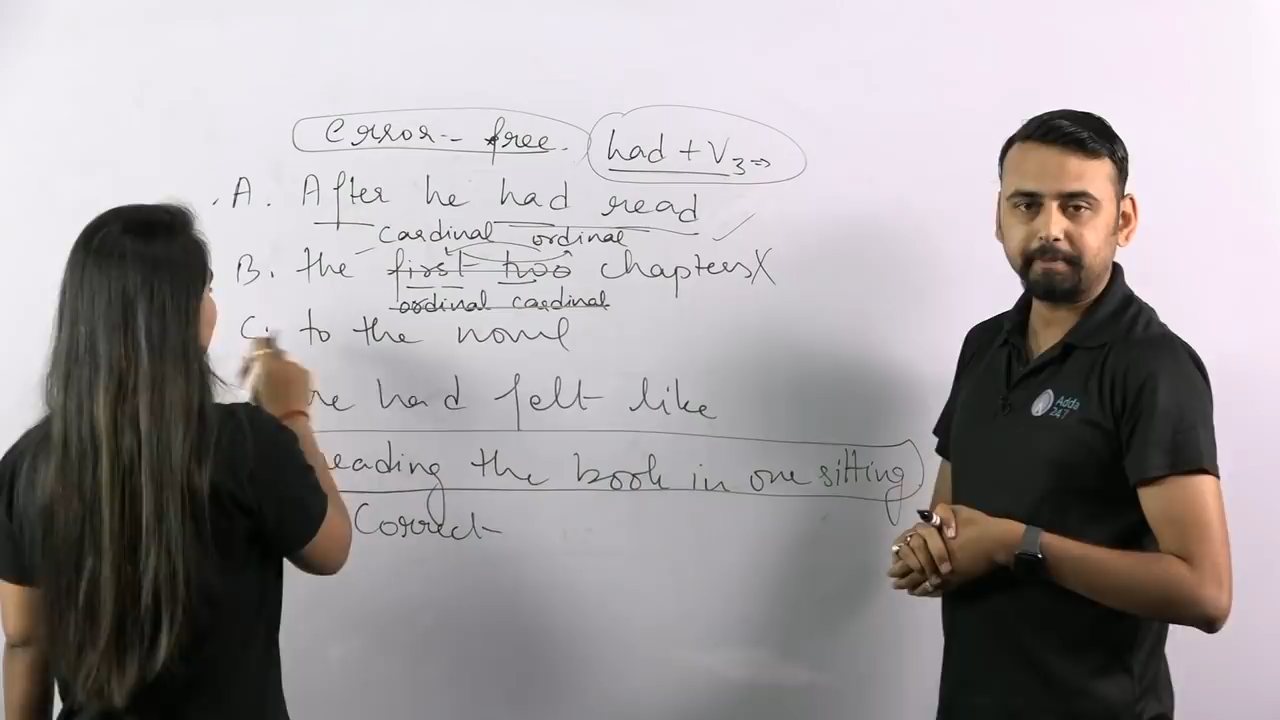 Error-- free.
had + V3 ⇒
A. After he had read
cardinal ordinal
B. the first two chapters X
ordinal cardinal
C. to the novel
he had felt like
reading the book in one sitting
Correct
Adda
247